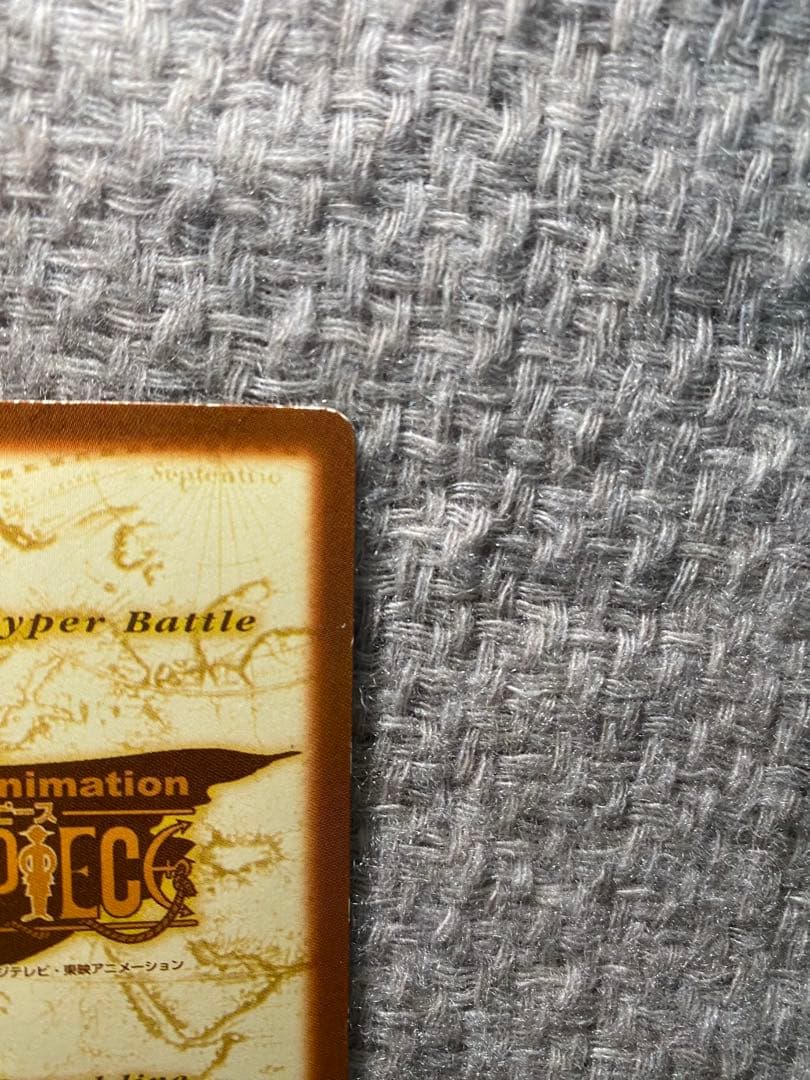 Septentrio
yper Battle
nimation
ピース
PIECE
ジテレビ・東映アニメーション